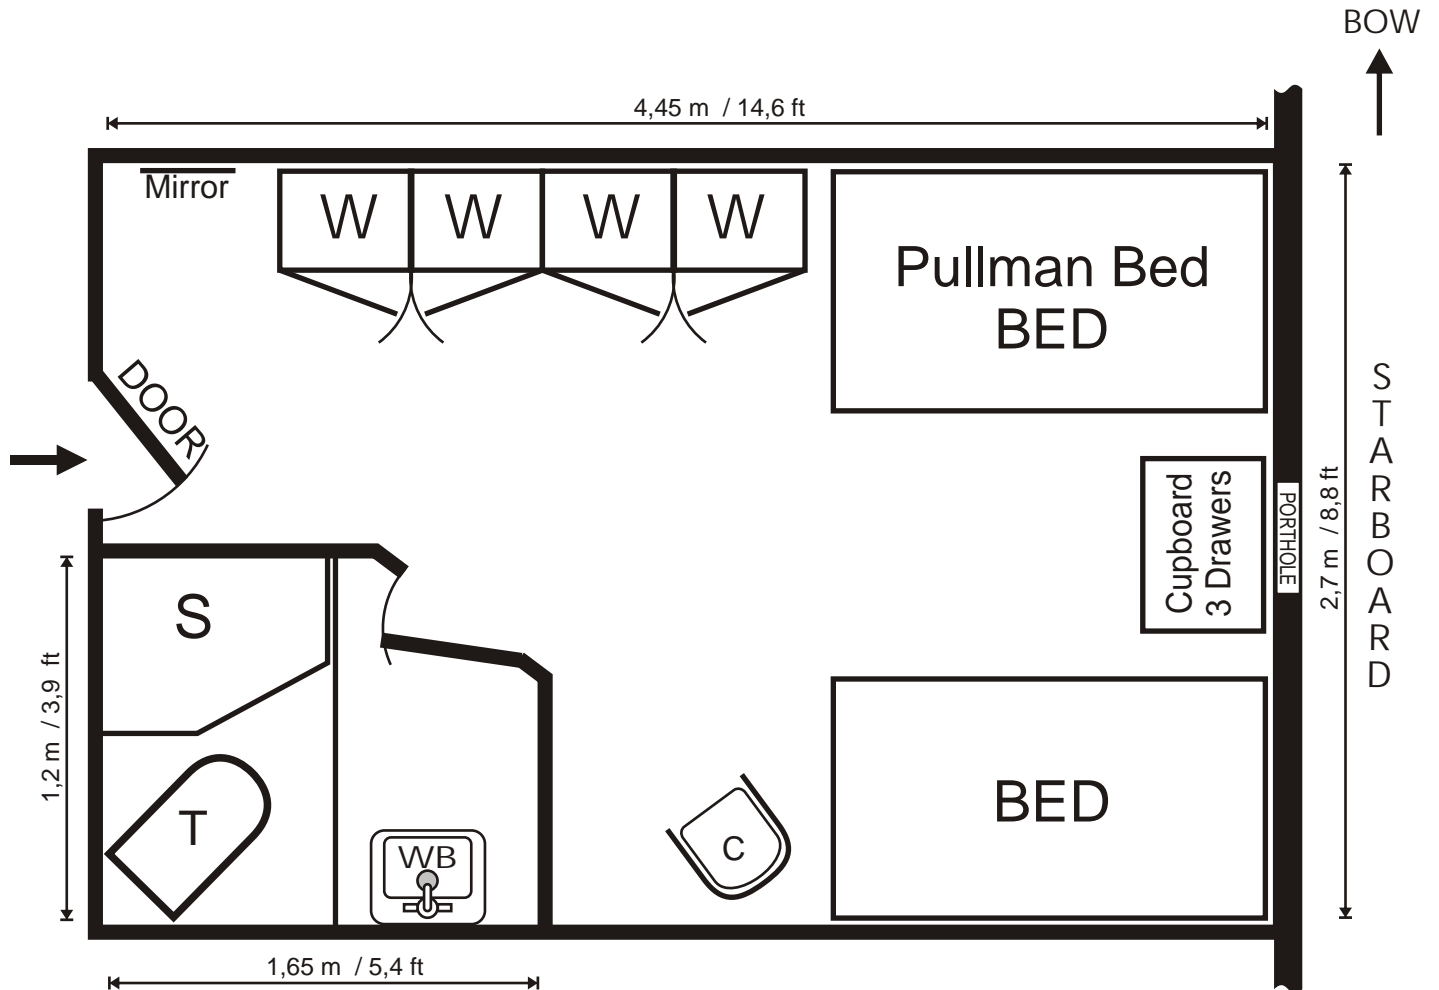 BOW
4,45 m / 14,6 ft
Mirror
W W W W
Pullman Bed
BED
DOOR
STARBOARD
Cupboard
3 Drawers
PORTHOLE
2,7 m / 8,8 ft
S
1,2 m / 3,9 ft
T
WB
C
BED
1,65 m / 5,4 ft